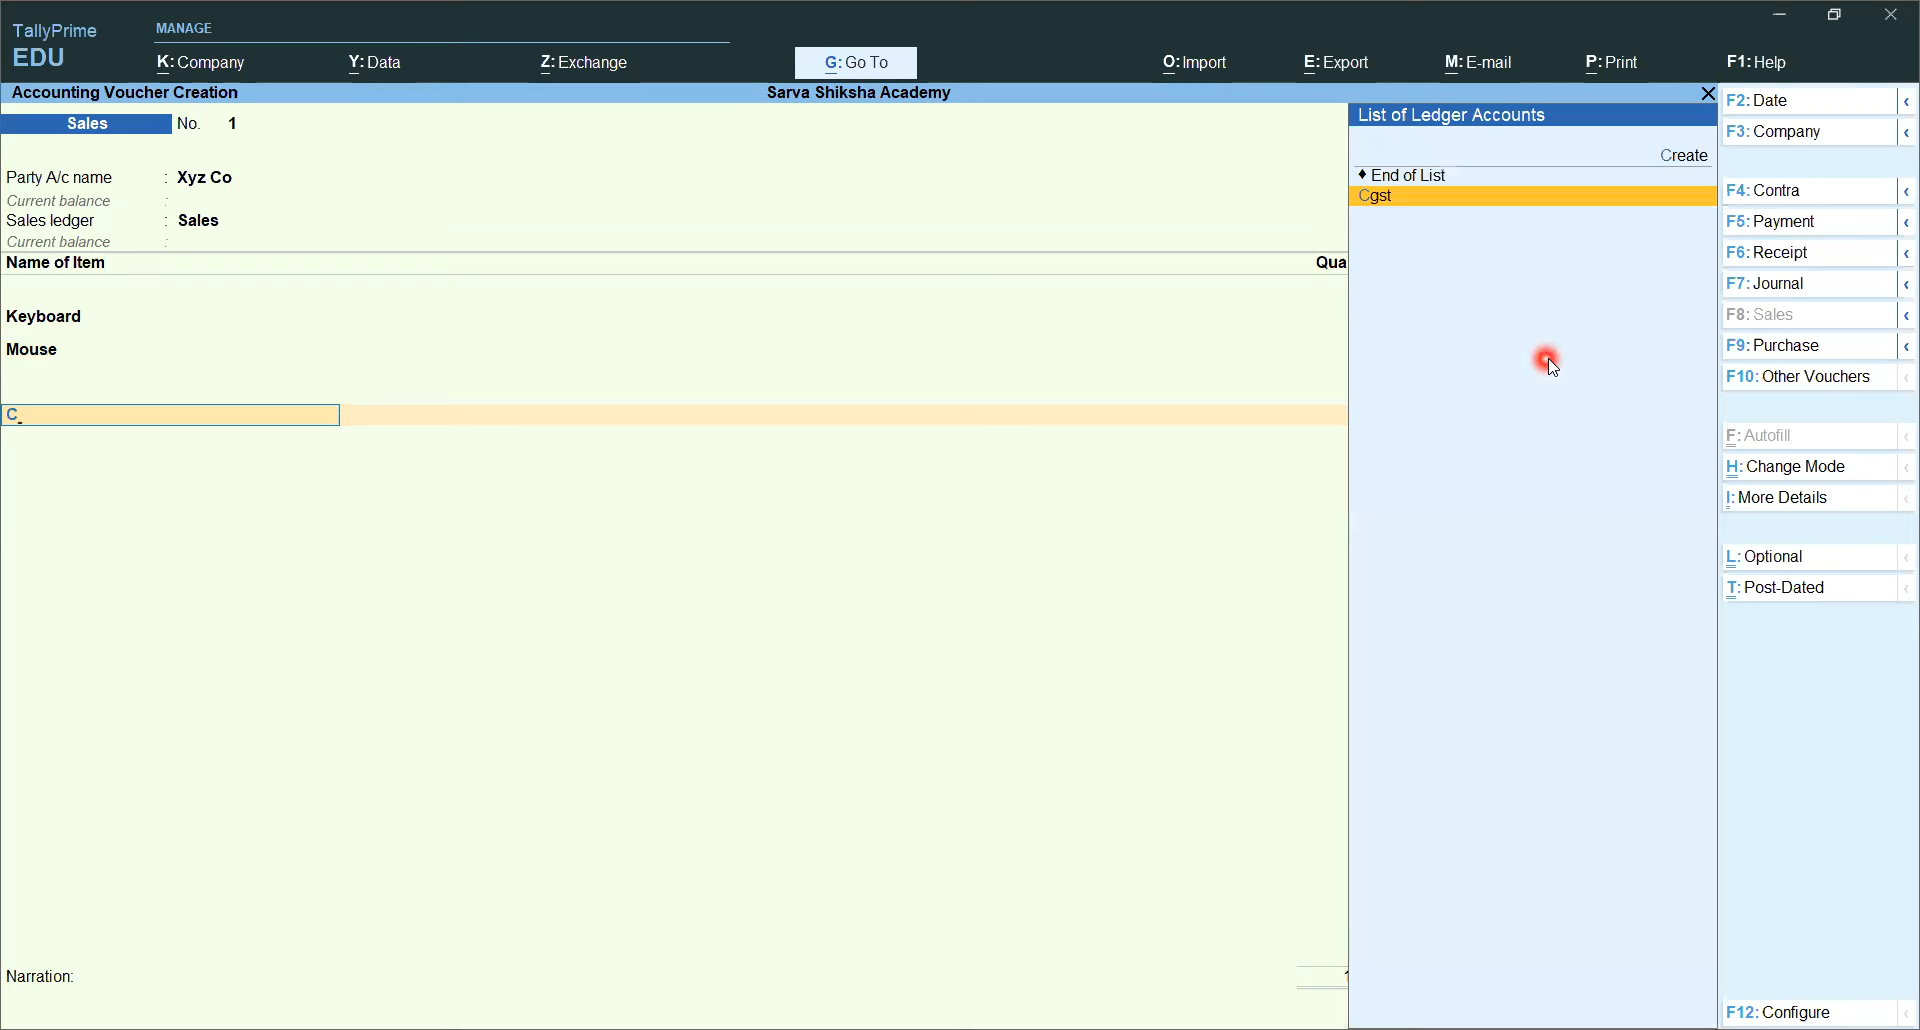 TallyPrime
EDU
MANAGE
K: Company
Y: Data
Z: Exchange
G: Go To
O: Import
E: Export
M: E-mail
P: Print
F1: Help
Accounting Voucher Creation
Sarva Shiksha Academy
Sales
No. 1
Party A/c name : Xyz Co
Current balance :
Sales ledger : Sales
Current balance :
Name of Item
Qua
Keyboard
Mouse
C
Narration:
List of Ledger Accounts
Create
♦ End of List
Cgst
F2: Date
F3: Company
F4: Contra
F5: Payment
F6: Receipt
F7: Journal
F8: Sales
F9: Purchase
F10: Other Vouchers
F: Autofill
H: Change Mode
I: More Details
L: Optional
T: Post-Dated
F12: Configure